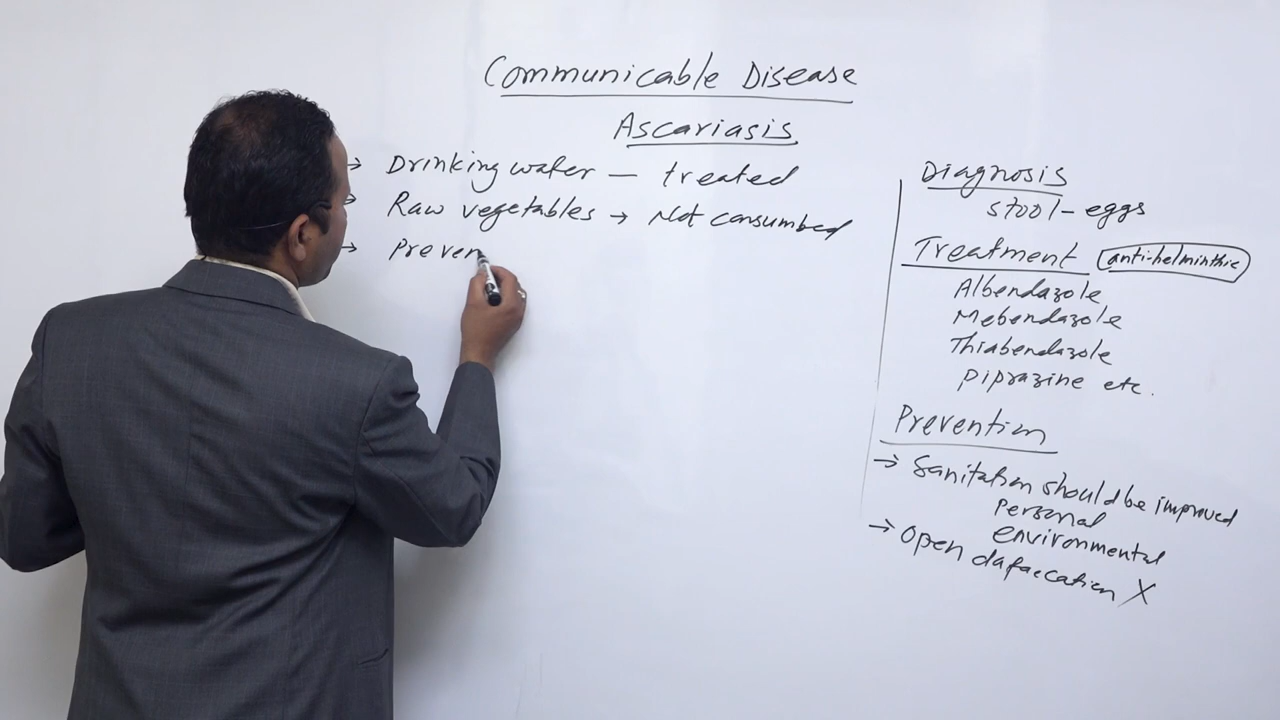 Communicable Disease
Ascariasis
→ Drinking water — treated
→ Raw vegetables → Not consumbed
→ Preven
Diagnosis
Stool - eggs
Treatment (anti-helminthic)
Albendazole
Mebendazole
Thiabendazole
Piprazine etc.
Prevention
→ Sanitation should be improved
Personal
environmental
→ Open dafaecation X